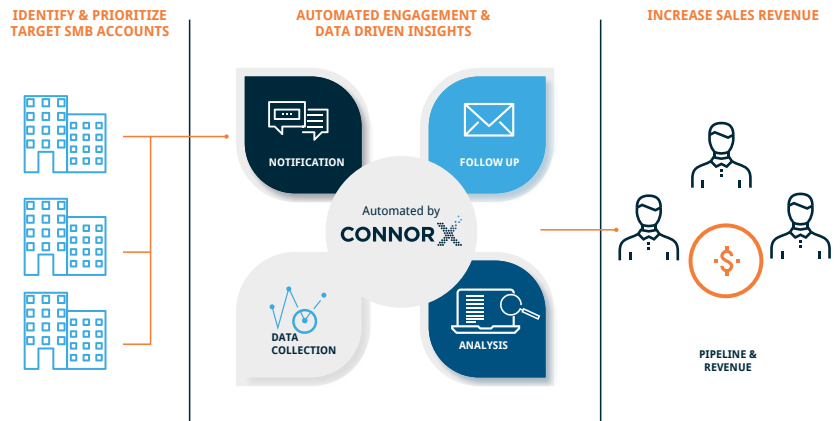 IDENTIFY & PRIORITIZE
TARGET SMB ACCOUNTS
AUTOMATED ENGAGEMENT &
DATA DRIVEN INSIGHTS
INCREASE SALES REVENUE
NOTIFICATION
FOLLOW UP
Automated by
CONNORX
DATA
COLLECTION
ANALYSIS
$
PIPELINE &
REVENUE